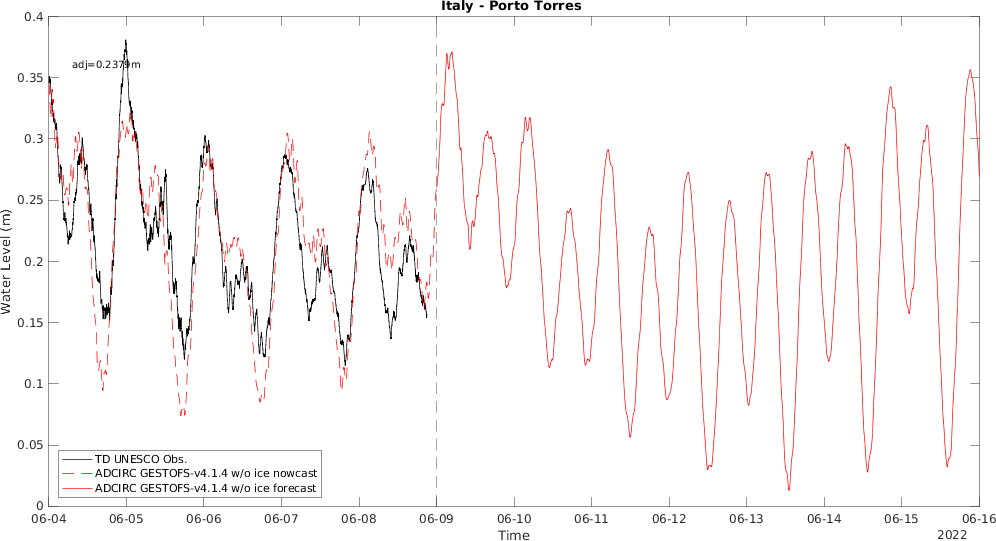 Italy - Porto Torres
0.4
0.35
0.3
0.25
0.2
0.15
0.1
0.05
0
Water Level (m)
adj=0.2379m
TD UNESCO Obs.
ADCIRC GESTOFS-v4.1.4 w/o ice nowcast
ADCIRC GESTOFS-v4.1.4 w/o ice forecast
06-04 06-05 06-06 06-07 06-08 06-09 06-10 06-11 06-12 06-13 06-14 06-15 06-16
Time
2022